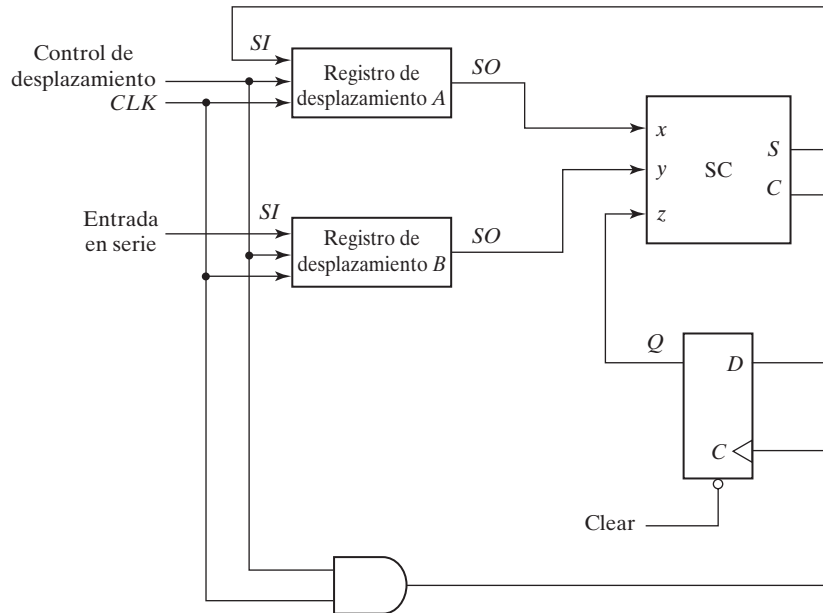 SI
Control de
desplazamiento
CLK
Registro de
desplazamiento A
SO
x
y
z
SC
S
C
Entrada
en serie
SI
Registro de
desplazamiento B
SO
Q
D
C
Clear